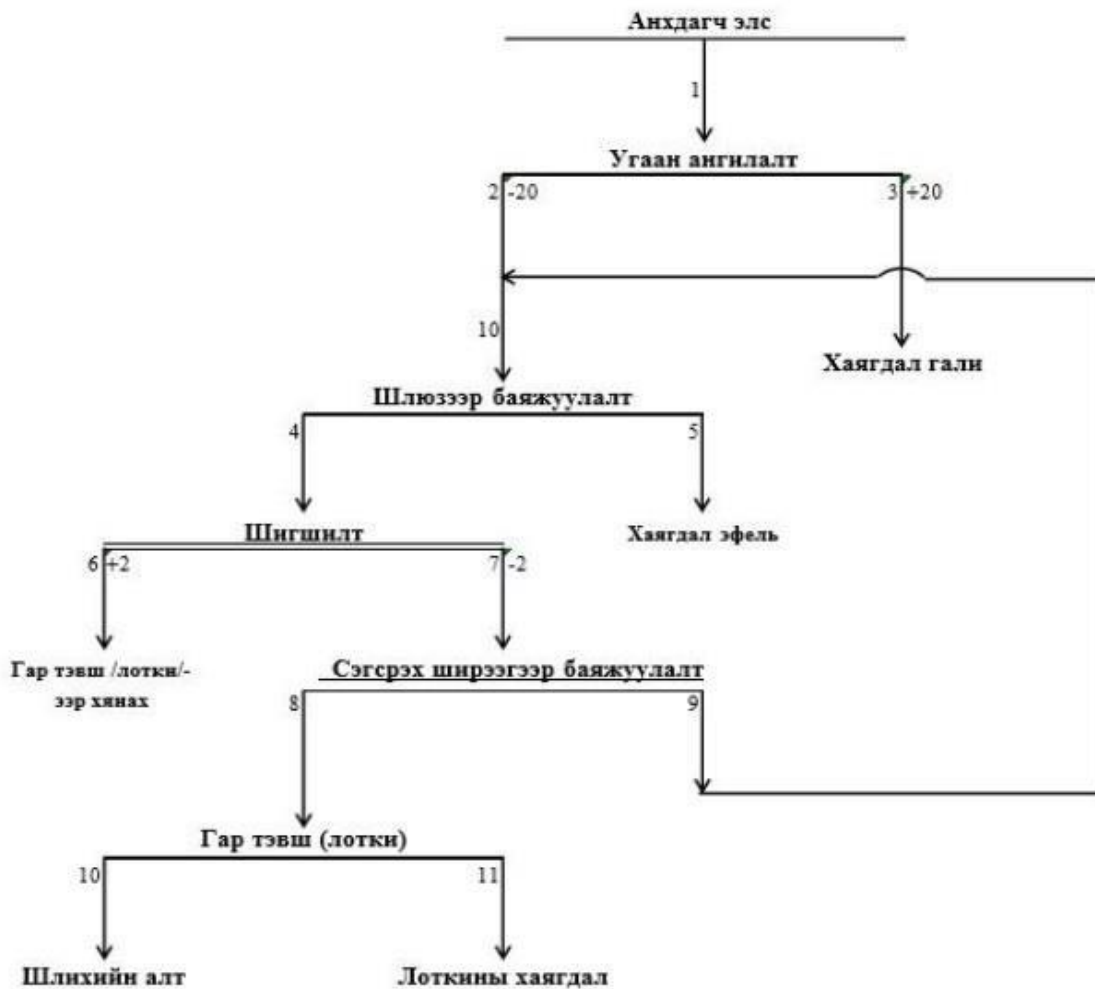 Анхдагч элс
1
Угаан ангилалт
2 -20
3 +20
10
Хаягдал гали
Шлюзээр баяжуулалт
4
5
Шигшилт
Хаягдал эфель
6 +2
7 -2
Гар тэвш /лотки/-
ээр хянах
Сэгсрэх ширээгээр баяжуулалт
8
9
Гар тэвш (лотки)
10
11
Шлихийн алт
Лоткины хаягдал